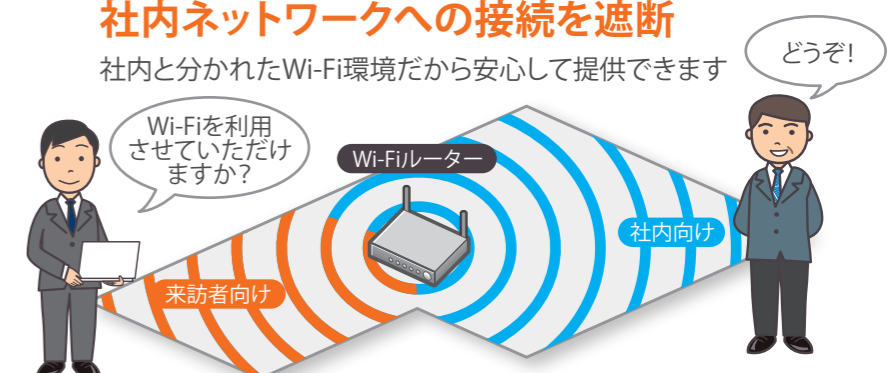 社内ネットワークへの接続を遮断
社内と分かれたWi-Fi環境だから安心して提供できます
どうぞ!
Wi-Fiを利用
させていただけ
ますか?
Wi-Fiルーター
社内向け
来訪者向け